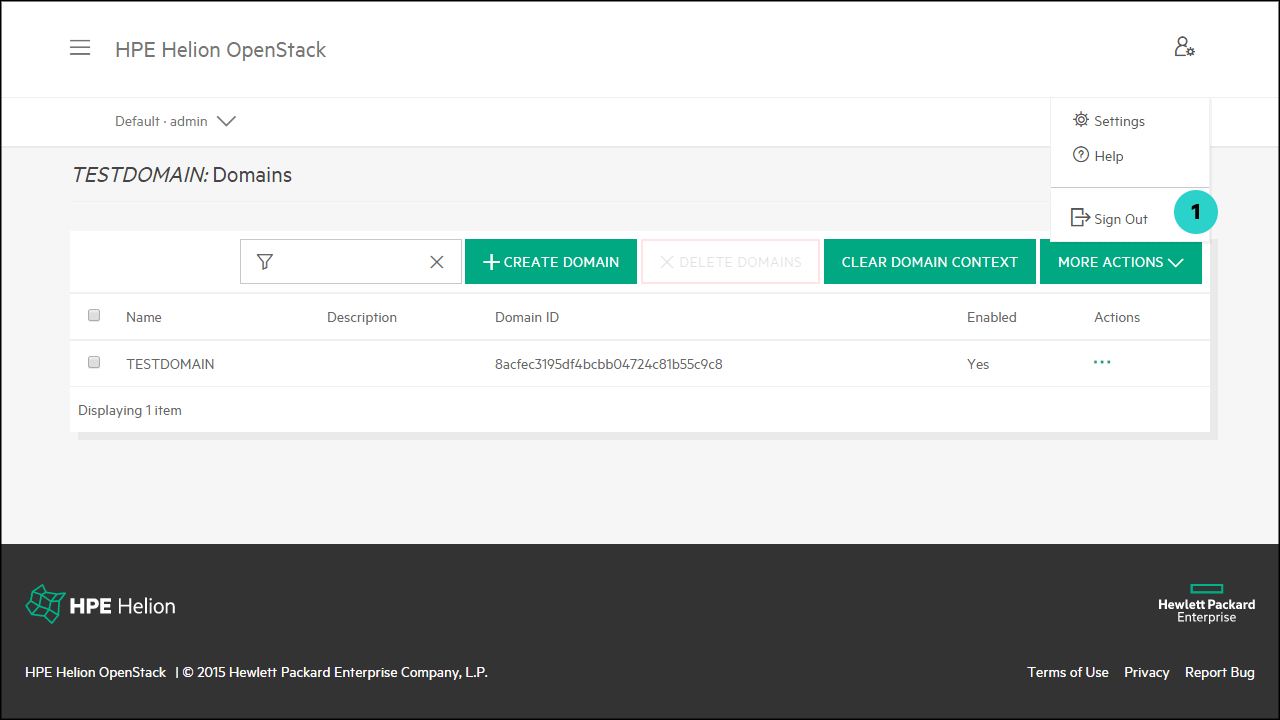 HPE Helion OpenStack
Default · admin
Settings
Help
Sign Out
1
TESTDOMAIN: Domains
CREATE DOMAIN DELETE DOMAINS CLEAR DOMAIN CONTEXT MORE ACTIONS
Name Description Domain ID Enabled Actions
TESTDOMAIN 8acfec3195df4bcbb04724c81b55c9c8 Yes ...
Displaying 1 item
HPE Helion
Hewlett Packard
Enterprise
HPE Helion OpenStack | © 2015 Hewlett Packard Enterprise Company, L.P. Terms of Use Privacy Report Bug